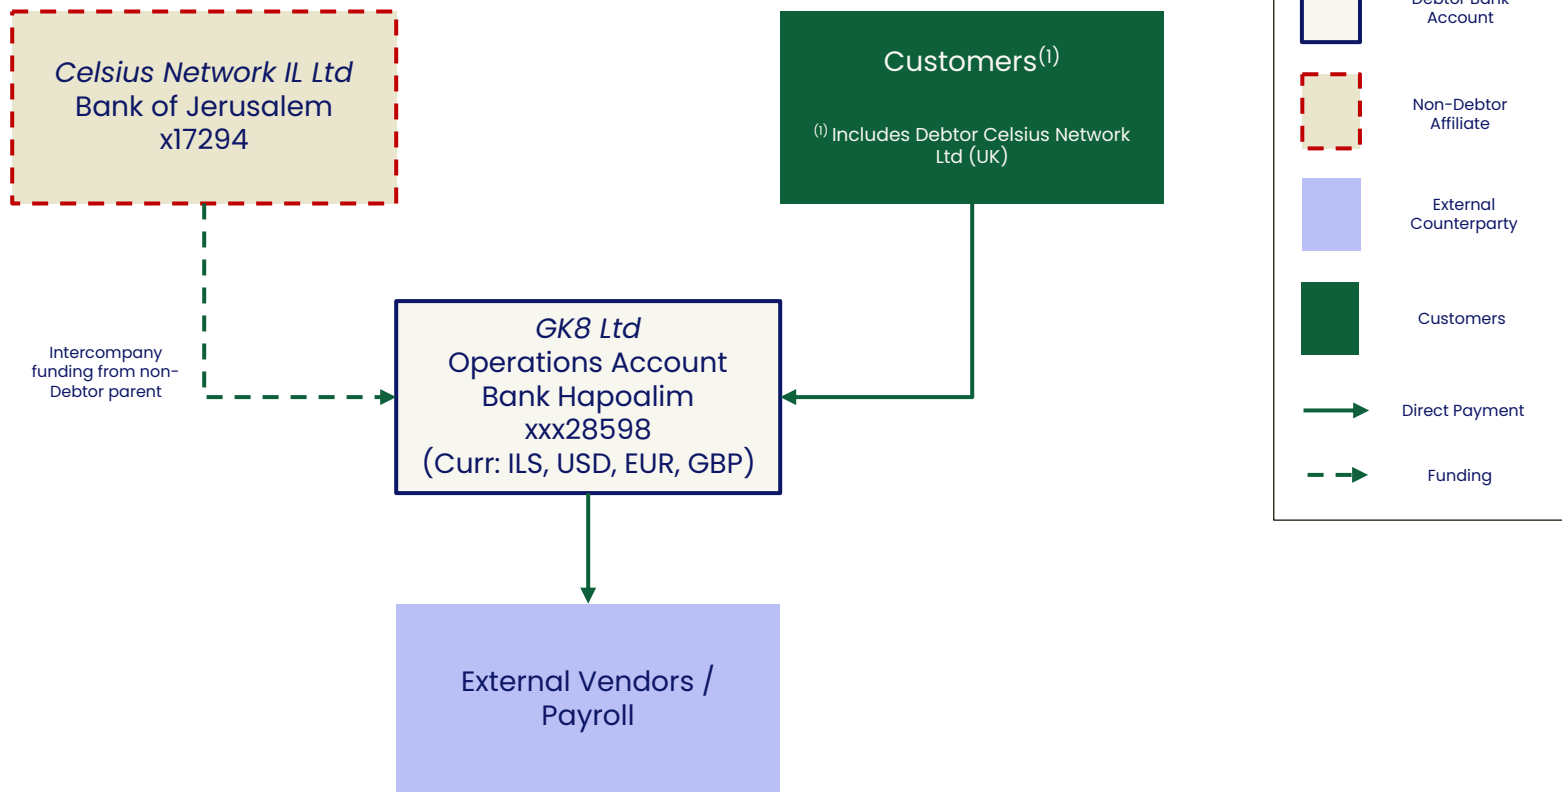 Celsius Network IL Ltd
Bank of Jerusalem
x17294
Customers(1)
(1) Includes Debtor Celsius Network
Ltd (UK)
Intercompany
funding from non-
Debtor parent
GK8 Ltd
Operations Account
Bank Hapoalim
xxx28598
(Curr: ILS, USD, EUR, GBP)
External Vendors /
Payroll
Debtor Bank
Account
Non-Debtor
Affiliate
External
Counterparty
Customers
Direct Payment
Funding